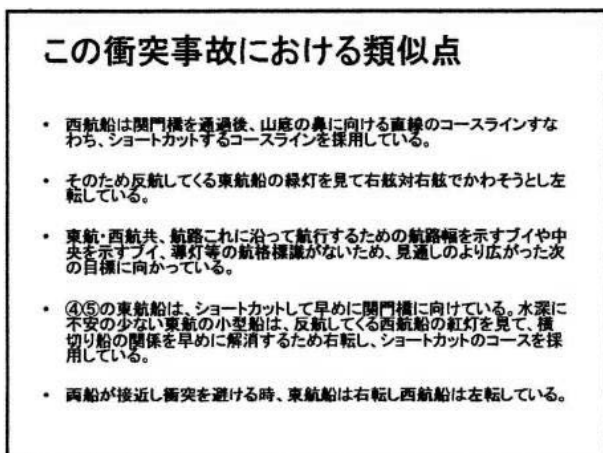 この衝突事故における類似点
• 西航船は関門橋を通過後、山底の鼻に向ける直線のコースラインすな
わち、ショートカットするコースラインを採用している。
• そのため反航してくる東航船の緑灯を見て右舷対右舷でかわそうとし左
転している。
• 東航・西航共、航路これに沿って航行するための航路幅を示すブイや中
央を示すブイ、導灯等の航格標識がないため、見通しのより広がった次
の目標に向かっている。
• ④⑤の東航船は、ショートカットして早めに関門橋に向けている。水深に
不安の少ない東航の小型船は、反航してくる西航船の紅灯を見て、横
切り船の関係を早めに解消するため右転し、ショートカットのコースを採
用している。
• 両船が接近し衝突を避ける時、東航船は右転し西航船は左転している。